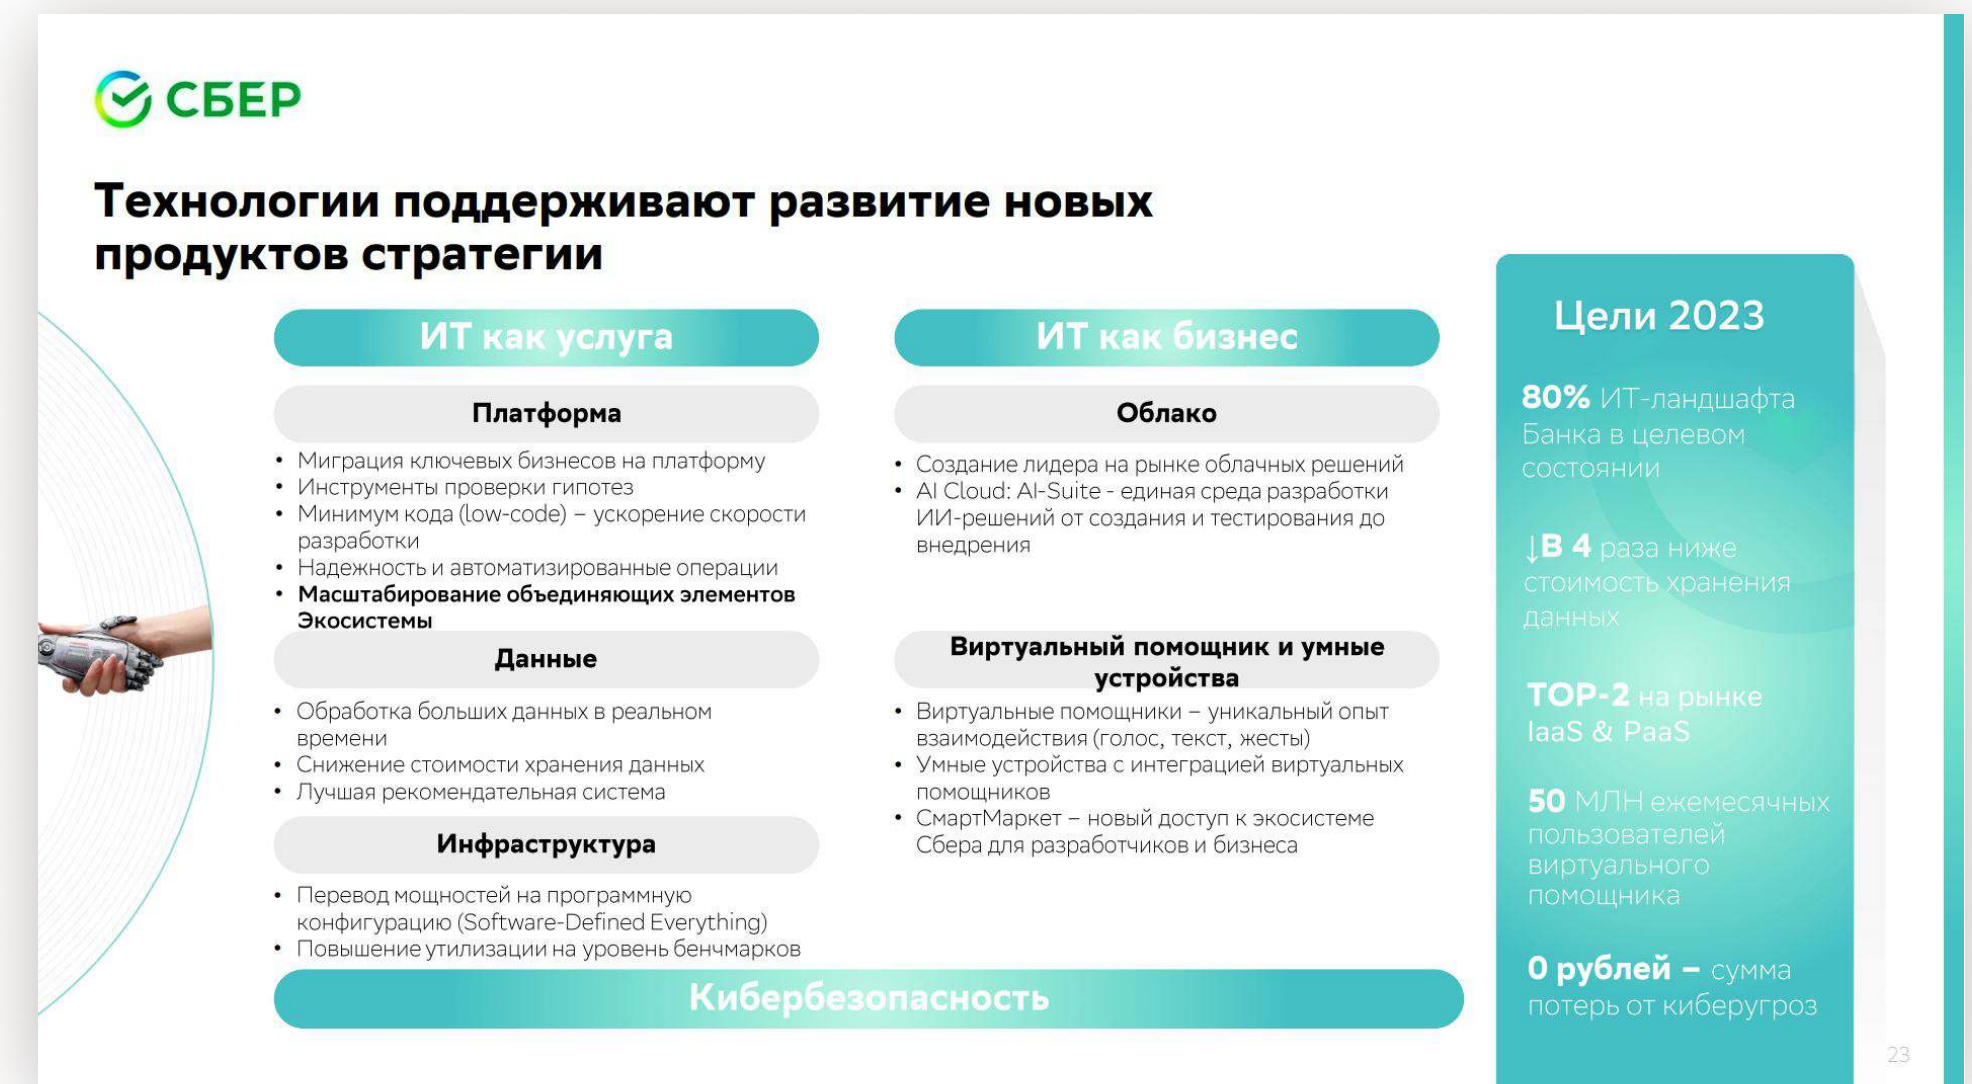 СБЕР
Технологии поддерживают развитие новых
продуктов стратегии
ИТ как услуга
Платформа
• Миграция ключевых бизнесов на платформу
• Инструменты проверки гипотез
• Минимум кода (low-code) – ускорение скорости
разработки
• Надежность и автоматизированные операции
• Масштабирование объединяющих элементов
Экосистемы
Данные
• Обработка больших данных в реальном
времени
• Снижение стоимости хранения данных
• Лучшая рекомендательная система
Инфраструктура
• Перевод мощностей на программную
конфигурацию (Software-Defined Everything)
• Повышение утилизации на уровень бенчмарков
ИТ как бизнес
Облако
• Создание лидера на рынке облачных решений
• AI Cloud: AI-Suite - единая среда разработки
ИИ-решений от создания и тестирования до
внедрения
Виртуальный помощник и умные
устройства
• Виртуальные помощники – уникальный опыт
взаимодействия (голос, текст, жесты)
• Умные устройства с интеграцией виртуальных
помощников
• СмартМаркет – новый доступ к экосистеме
Сбера для разработчиков и бизнеса
Кибербезопасность
Цели 2023
80% ИТ-ландшафта
Банка в целевом
состоянии
↓В 4 раза ниже
стоимость хранения
данных
TOP-2 на рынке
IaaS & PaaS
50 МЛН ежемесячных
пользователей
виртуального
помощника
0 рублей – сумма
потерь от киберугроз
23